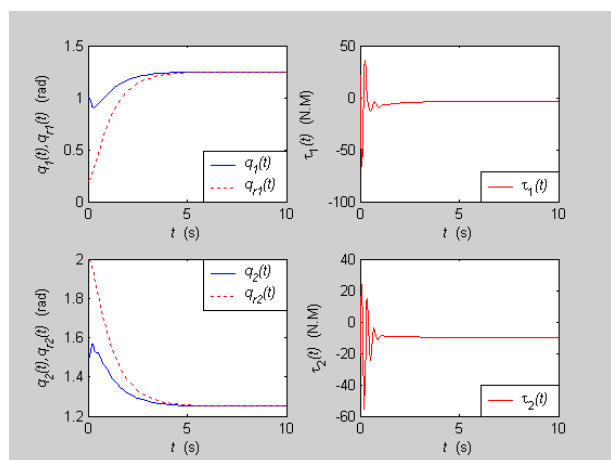 1.5
1
0.5
0
0
5
10
q1(t),qr1(t) (rad)
t (s)
q1(t)
qr1(t)
50
0
-50
-100
0
5
10
τ1(t) (N.M)
t (s)
τ1(t)
2
1.8
1.6
1.4
1.2
0
5
10
q2(t),qr2(t) (rad)
t (s)
q2(t)
qr2(t)
40
20
0
-20
-40
-60
0
5
10
τ2(t) (N.M)
t (s)
τ2(t)